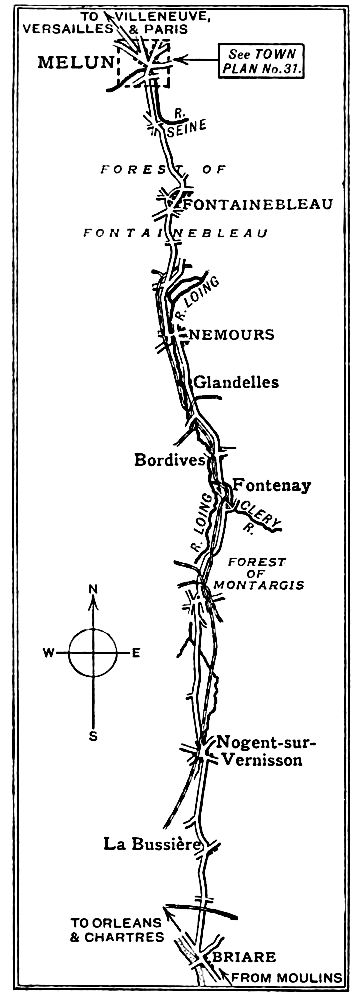 TO VILLENEUVE,
VERSAILLES & PARIS
MELUN
See TOWN
PLAN No. 31.
R.
SEINE
FOREST OF
FONTAINEBLEAU
FONTAINEBLEAU
R. LOING
NEMOURS
Glandelles
Bordives
Fontenay
R. LOING
CLERY
R.
FOREST
OF
MONTARGIS
N
W E
S
Nogent-sur-
Vernisson
La Bussière
TO ORLEANS
& CHARTRES
BRIARE
FROM MOULINS